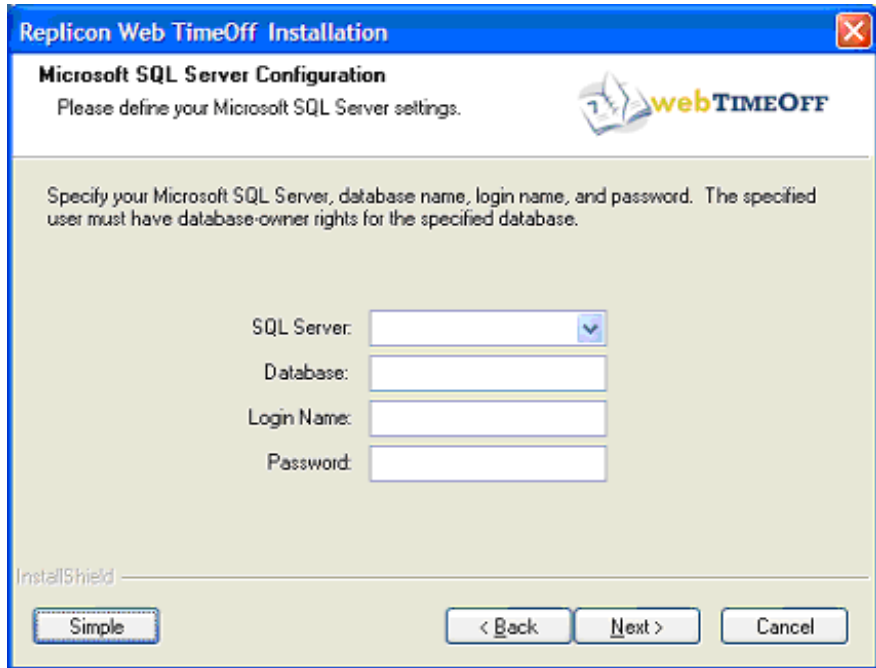 Replicon Web TimeOff Installation
Microsoft SQL Server Configuration
Please define your Microsoft SQL Server settings.
webTIMEOFF
Specify your Microsoft SQL Server, database name, login name, and password. The specified
user must have database-owner rights for the specified database.
SQL Server:
Database:
Login Name:
Password:
InstallShield
Simple
< Back
Next >
Cancel